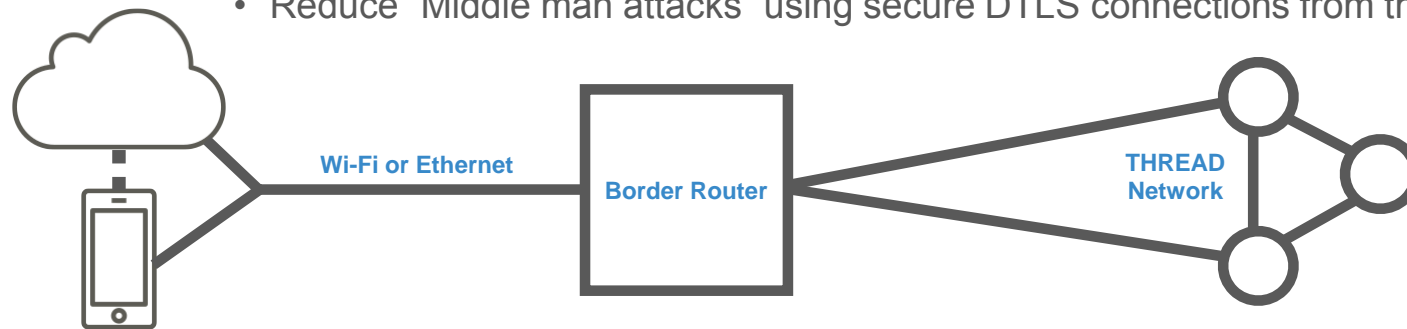 • Reduce "Middle man attacks" using secure DTLS connections from
Wi-Fi or Ethernet
Border Router
THREAD
Network